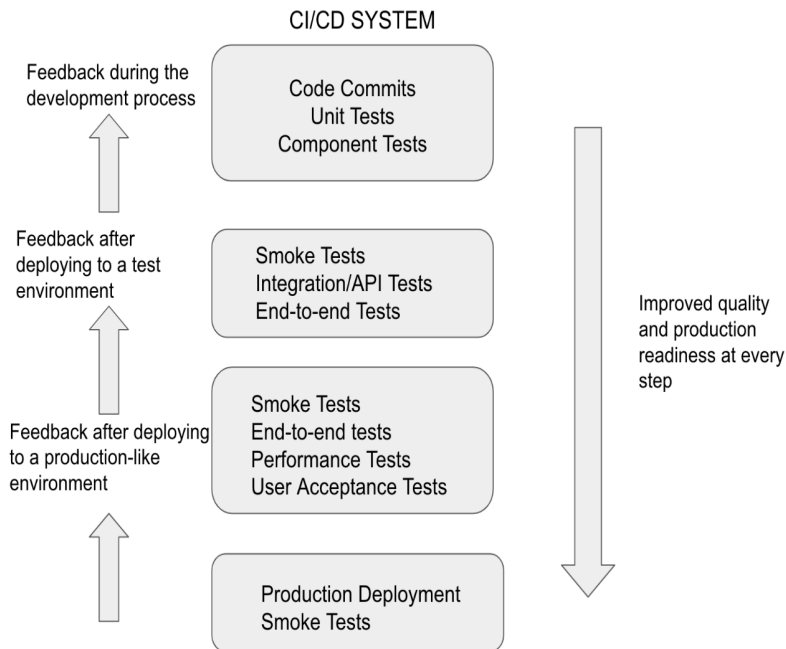 CI/CD SYSTEM
Feedback during the
development process
Code Commits
Unit Tests
Component Tests
Feedback after
deploying to a test
environment
Smoke Tests
Integration/API Tests
End-to-end Tests
Improved quality
and production
readiness at every
step
Feedback after deploying
to a production-like
environment
Smoke Tests
End-to-end tests
Performance Tests
User Acceptance Tests
Production Deployment
Smoke Tests